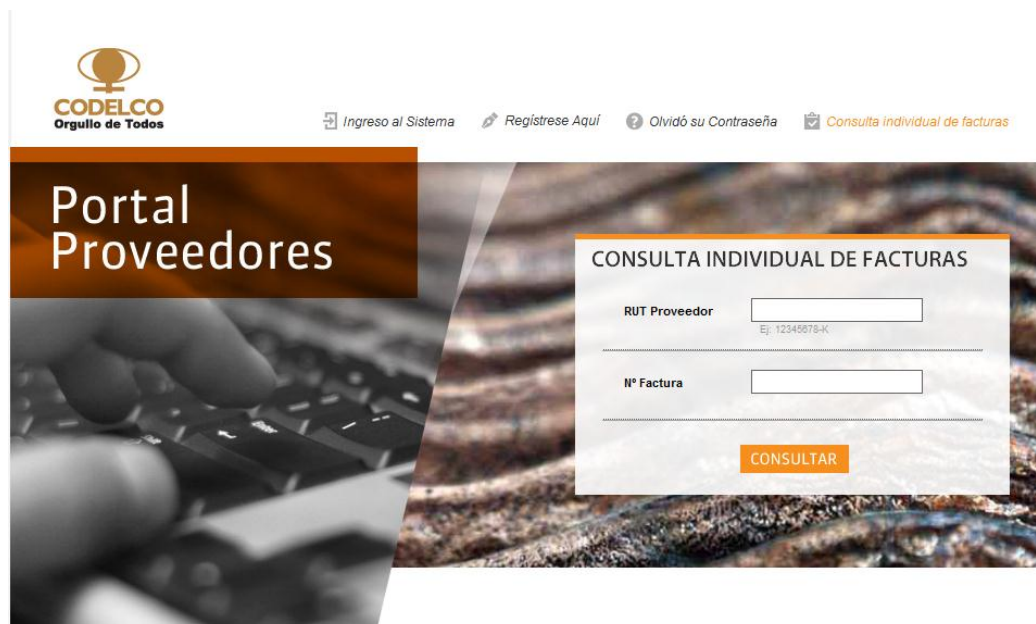 CODELCO
Orgullo de Todos
Ingreso al Sistema
Regístrese Aquí
Olvidó su Contraseña
Consulta individual de facturas
Portal
Proveedores
CONSULTA INDIVIDUAL DE FACTURAS
RUT Proveedor
Ej: 12345678-K
Nº Factura
CONSULTAR
Enter